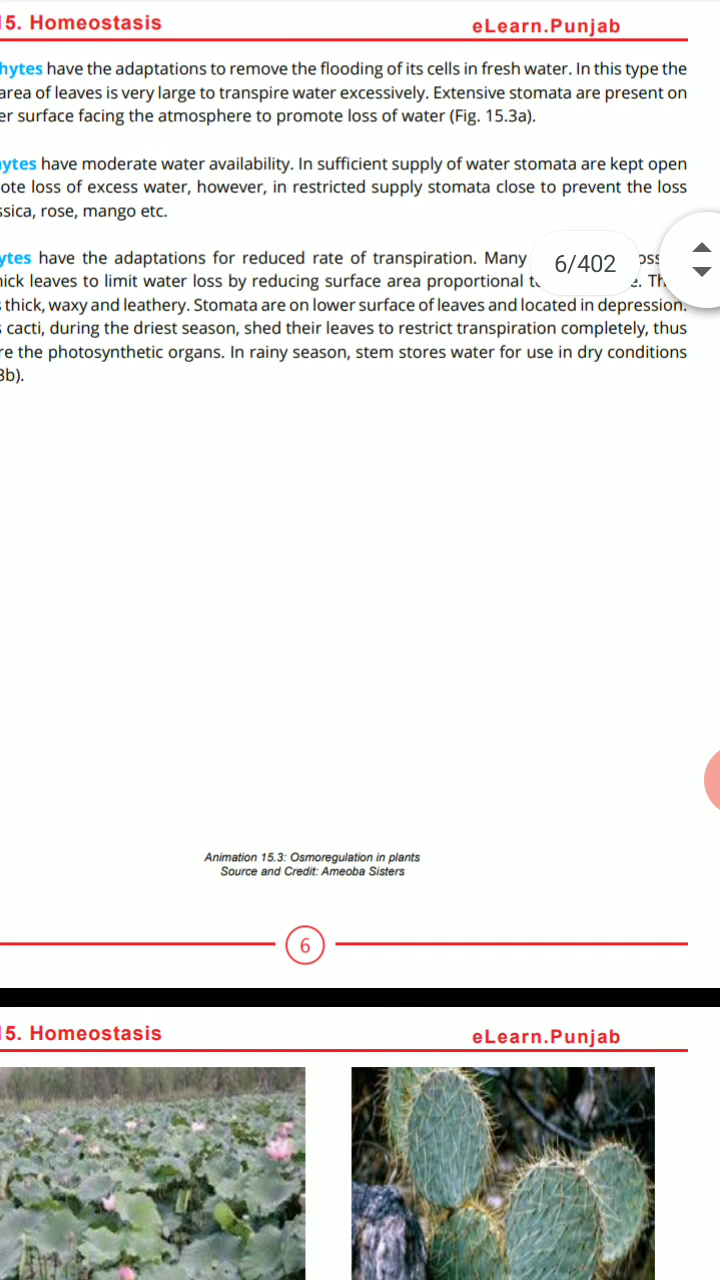 5. Homeostasis eLearn.Punjab
hytes have the adaptations to remove the flooding of its cells in fresh water. In this type the
area of leaves is very large to transpire water excessively. Extensive stomata are present on
er surface facing the atmosphere to promote loss of water (Fig. 15.3a).
ytes have moderate water availability. In sufficient supply of water stomata are kept open
ote loss of excess water, however, in restricted supply stomata close to prevent the loss
ssica, rose, mango etc.
ytes have the adaptations for reduced rate of transpiration. Many oss
6/402
ick leaves to limit water loss by reducing surface area proportional t e. Th
thick, waxy and leathery. Stomata are on lower surface of leaves and located in depression.
cacti, during the driest season, shed their leaves to restrict transpiration completely, thus
re the photosynthetic organs. In rainy season, stem stores water for use in dry conditions
3b).
Animation 15.3: Osmoregulation in plants
Source and Credit: Ameoba Sisters
6
5. Homeostasis eLearn.Punjab